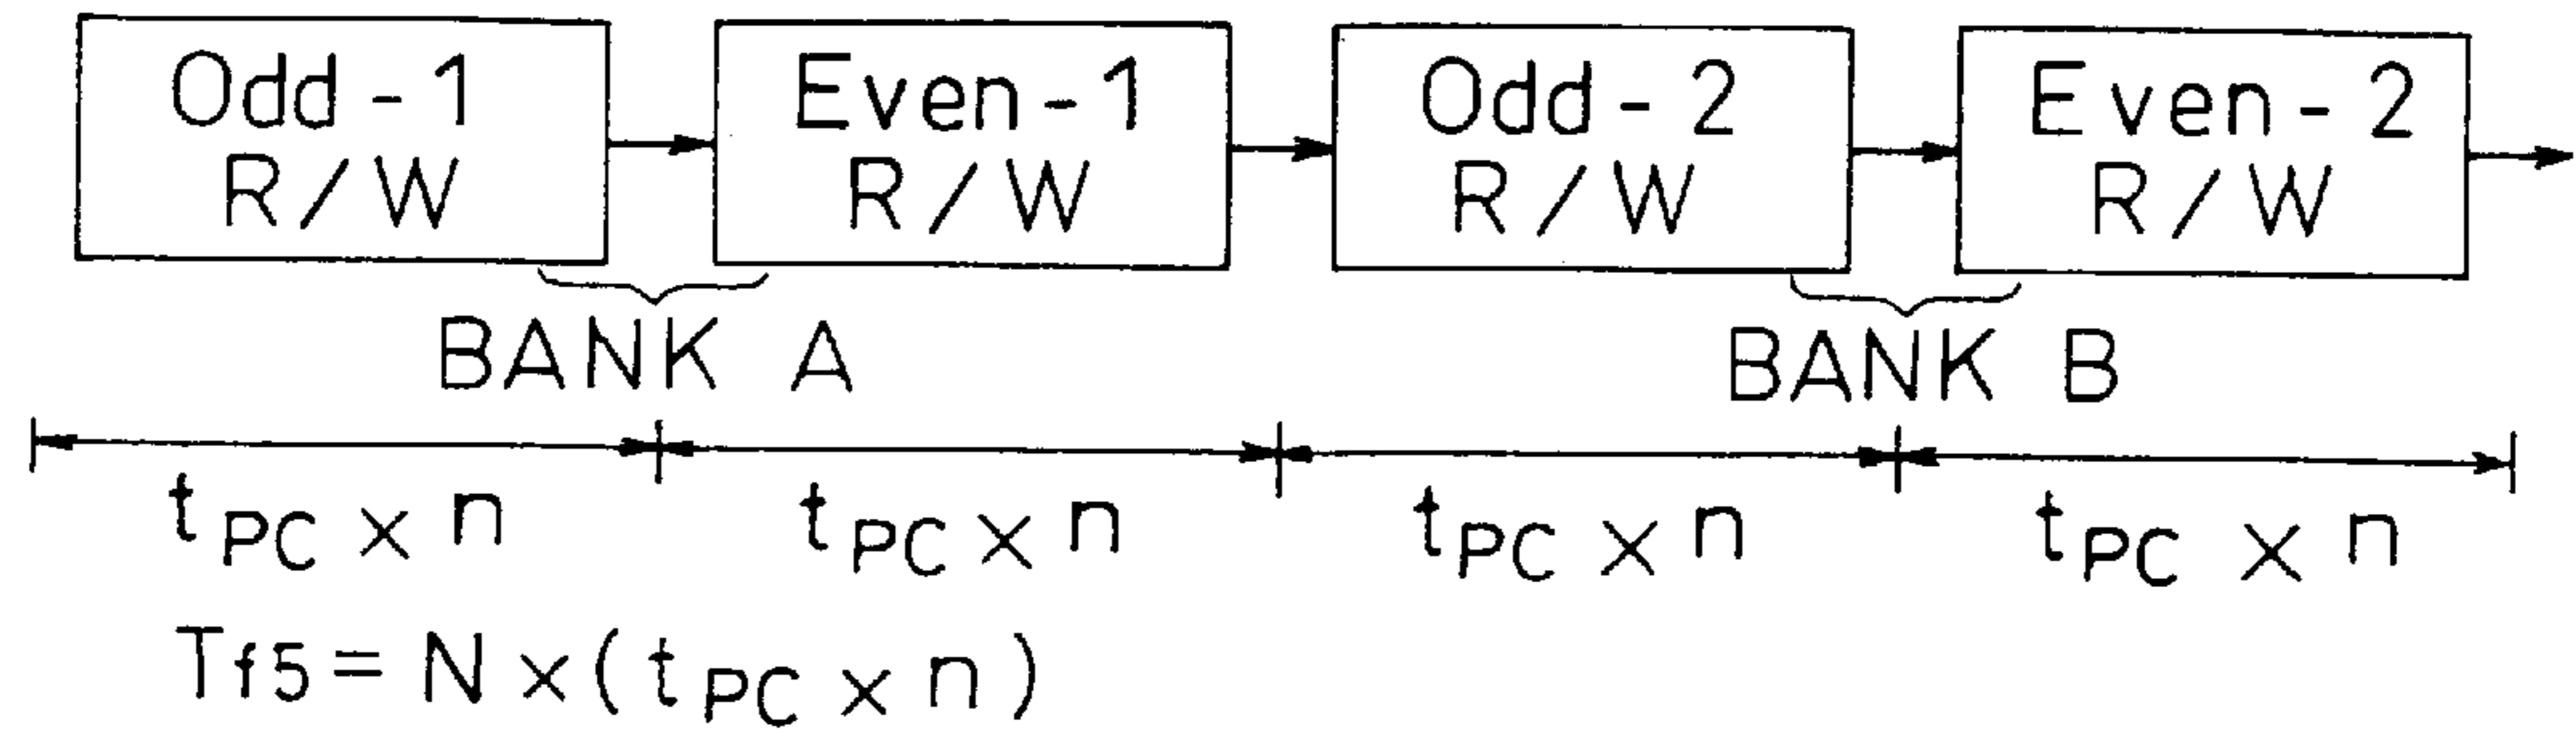 Odd-1 Even-1 Odd-2 Even-2
R/W R/W R/W R/W
BANK A BANK B
tPC × n tPC × n tPC × n tPC × n
Tf5 = N × (tPC × n)